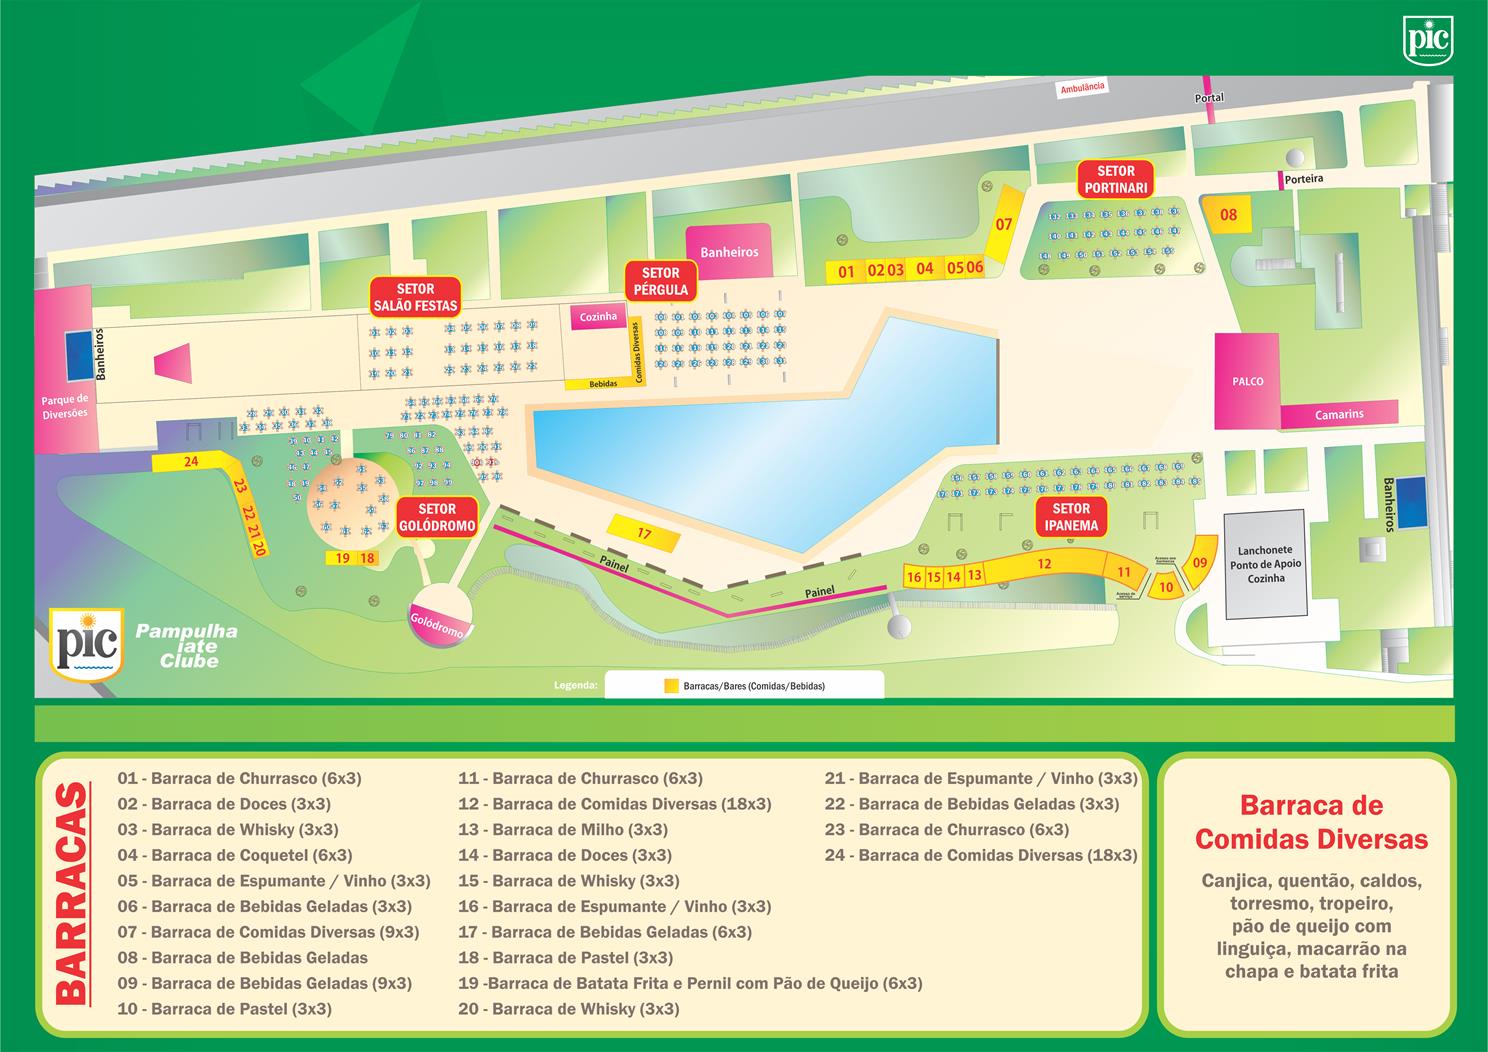 pic
Ambulância
Portal
Porteira
SETOR
PORTINARI
08
07
01 02 03 04 05 06
Banheiros
SETOR
PÉRGULA
SETOR
SALÃO FESTAS
Cozinha
Comidas Diversas
Bebidas
Banheiros
Parque de
Diversões
PALCO
Camarins
24
23
22
21
20
19 18
SETOR
GOLÓDROMO
Golódromo
17
Painel
Painel
SETOR
IPANEMA
16 15 14 13 12 11 10 09
Acesso aos
banheiros
Acesso de
serviço
Lanchonete
Ponto de Apoio
Cozinha
Banheiros
pic
Pampulha
iate
Clube
Legenda:
Barracas/Bares (Comidas/Bebidas)
BARRACAS
01 - Barraca de Churrasco (6x3)
02 - Barraca de Doces (3x3)
03 - Barraca de Whisky (3x3)
04 - Barraca de Coquetel (6x3)
05 - Barraca de Espumante / Vinho (3x3)
06 - Barraca de Bebidas Geladas (3x3)
07 - Barraca de Comidas Diversas (9x3)
08 - Barraca de Bebidas Geladas
09 - Barraca de Bebidas Geladas (9x3)
10 - Barraca de Pastel (3x3)
11 - Barraca de Churrasco (6x3)
12 - Barraca de Comidas Diversas (18x3)
13 - Barraca de Milho (3x3)
14 - Barraca de Doces (3x3)
15 - Barraca de Whisky (3x3)
16 - Barraca de Espumante / Vinho (3x3)
17 - Barraca de Bebidas Geladas (6x3)
18 - Barraca de Pastel (3x3)
19 -Barraca de Batata Frita e Pernil com Pão de Queijo (6x3)
20 - Barraca de Whisky (3x3)
21 - Barraca de Espumante / Vinho (3x3)
22 - Barraca de Bebidas Geladas (3x3)
23 - Barraca de Churrasco (6x3)
24 - Barraca de Comidas Diversas (18x3)
Barraca de
Comidas Diversas
Canjica, quentão, caldos,
torresmo, tropeiro,
pão de queijo com
linguiça, macarrão na
chapa e batata frita